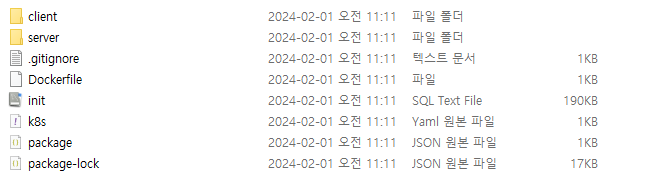 client 2024-02-01 오전 11:11 파일 폴더
server 2024-02-01 오전 11:11 파일 폴더
.gitignore 2024-02-01 오전 11:11 텍스트 문서 1KB
Dockerfile 2024-02-01 오전 11:11 파일 1KB
init 2024-02-01 오전 11:11 SQL Text File 190KB
k8s 2024-02-01 오전 11:11 Yaml 원본 파일 1KB
package 2024-02-01 오전 11:11 JSON 원본 파일 1KB
package-lock 2024-02-01 오전 11:11 JSON 원본 파일 17KB